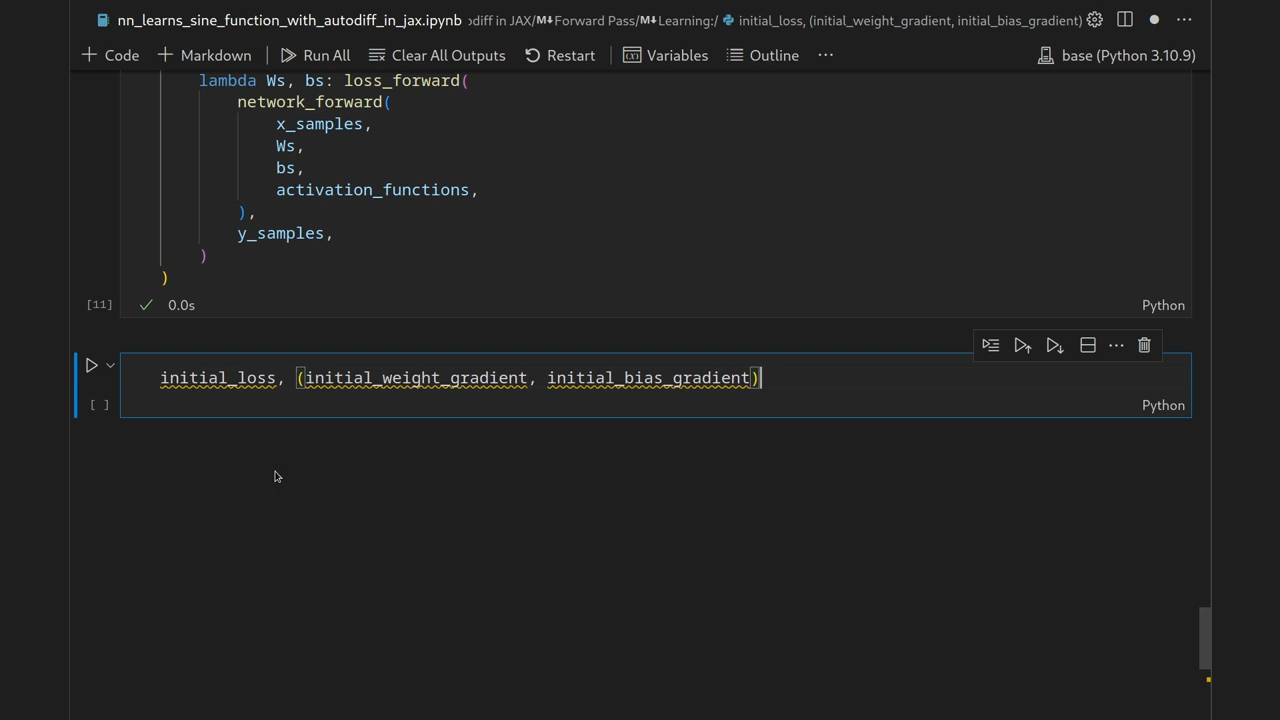 nn_learns_sine_function_with_autodiff_in_jax.ipynb odiff in JAX/M↓Forward Pass/M↓Learning:/ initial_loss, (initial_weight_gradient, initial_bias_gradient) ···
+ Code + Markdown Run All Clear All Outputs Restart Variables Outline ··· base (Python 3.10.9)
lambda Ws, bs: loss_forward(
network_forward(
x_samples,
Ws,
bs,
activation_functions,
),
y_samples,
)
)
[11] 0.0s Python
initial_loss, (initial_weight_gradient, initial_bias_gradient)
[ ] Python